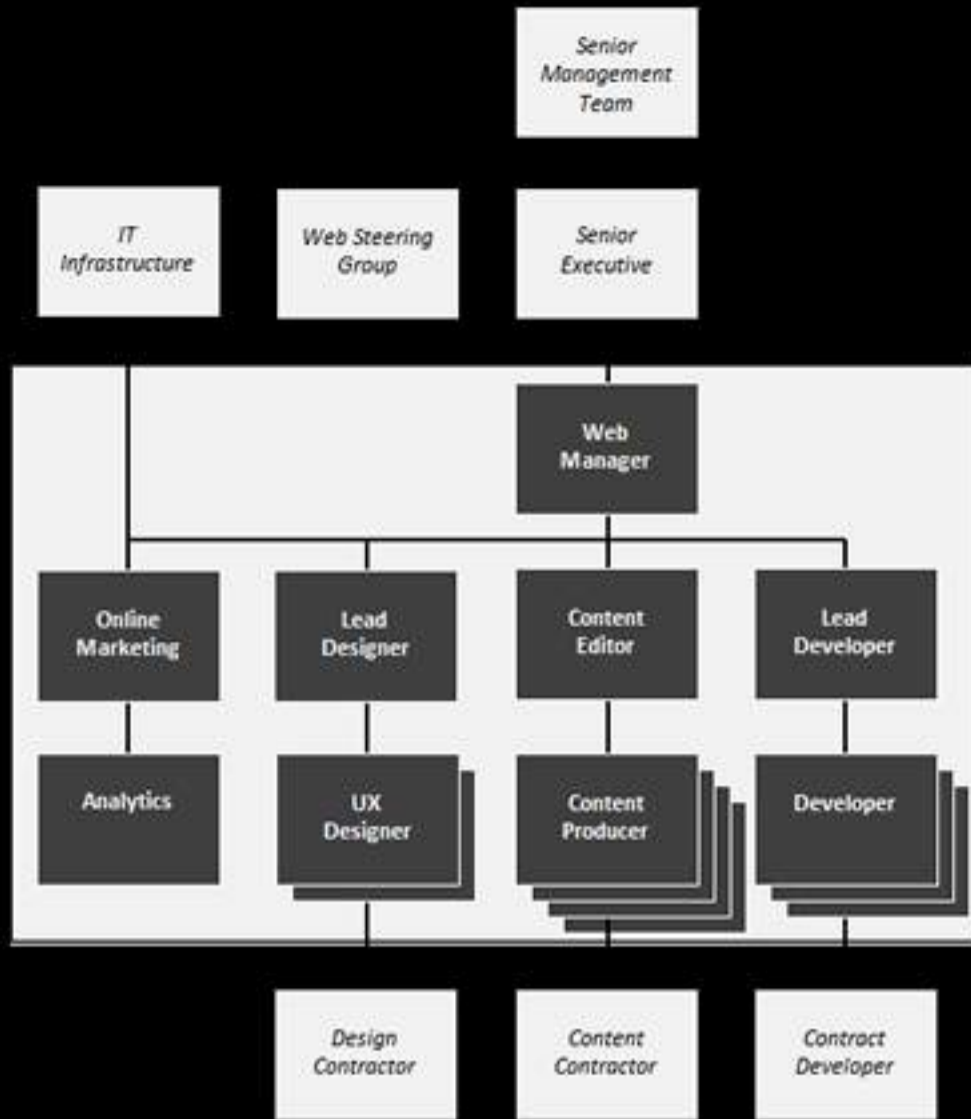 Senior
Management
Team
IT
Infrastructure
Web Steering
Group
Senior
Executive
Web
Manager
Online
Marketing
Lead
Designer
Content
Editor
Lead
Developer
Analytics
UX
Designer
Content
Producer
Developer
Design
Contractor
Content
Contractor
Contract
Developer